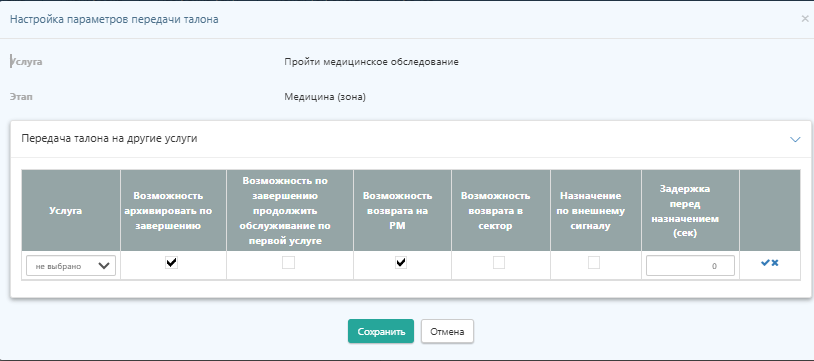 Настройка параметров передачи талона
Услуга
Пройти медицинское обследование
Этап
Медицина (зона)
Передача талона на другие услуги
Услуга
Возможность
архивировать по
завершению
Возможность по
завершению
продолжить
обслуживание по
первой услуге
Возможность
возврата на
РМ
Возможность
возврата в
сектор
Назначение
по внешнему
сигналу
Задержка
перед
назначением
(сек)
не выбрано
0
Сохранить
Отмена